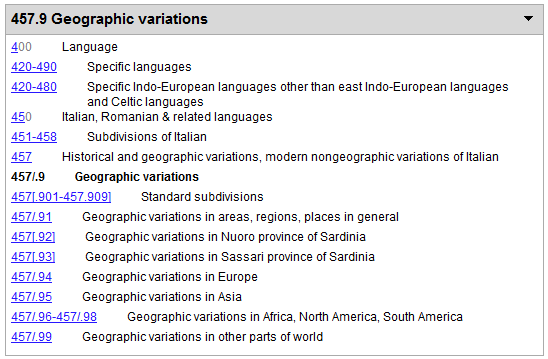 457.9 Geographic variations
400 Language
420-490 Specific languages
420-480 Specific Indo-European languages other than east Indo-European languages
and Celtic languages
450 Italian, Romanian & related languages
451-458 Subdivisions of Italian
457 Historical and geographic variations, modern nongeographic variations of Italian
457/.9 Geographic variations
457[.901-457.909] Standard subdivisions
457/.91 Geographic variations in areas, regions, places in general
457[.92] Geographic variations in Nuoro province of Sardinia
457[.93] Geographic variations in Sassari province of Sardinia
457/.94 Geographic variations in Europe
457/.95 Geographic variations in Asia
457/.96-457/.98 Geographic variations in Africa, North America, South America
457/.99 Geographic variations in other parts of world